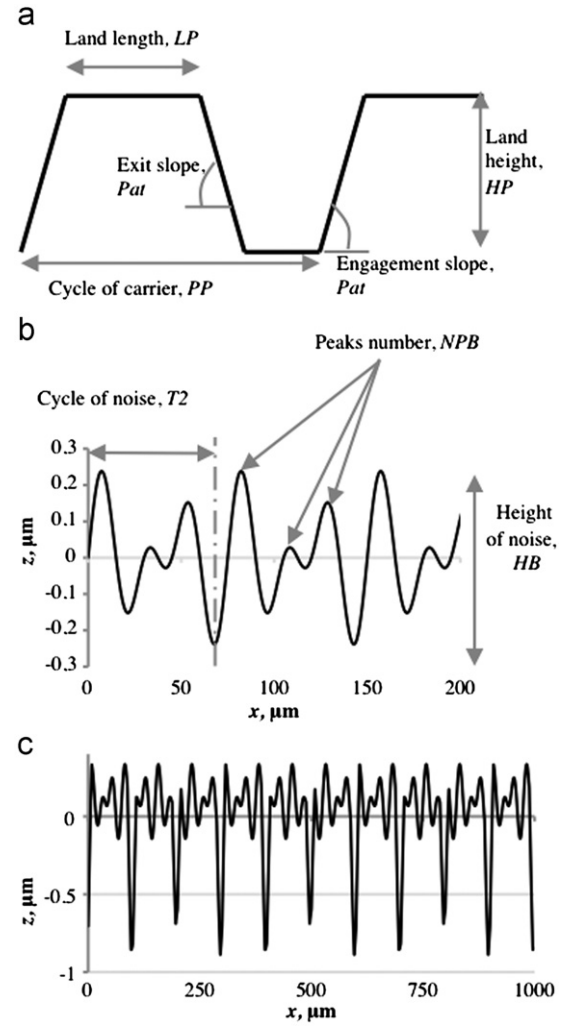 a
Land length, LP
Exit slope,
Pat
Land
height,
HP
Engagement slope,
Pat
Cycle of carrier, PP
b
Peaks number, NPB
Cycle of noise, T2
0.3
0.2
0.1
0
-0.1
-0.2
-0.3
z, µm
Height
of noise,
HB
0 50 100 150 200
x, µm
c
0
-0.5
-1
z, µm
0 250 500 750 1000
x, µm